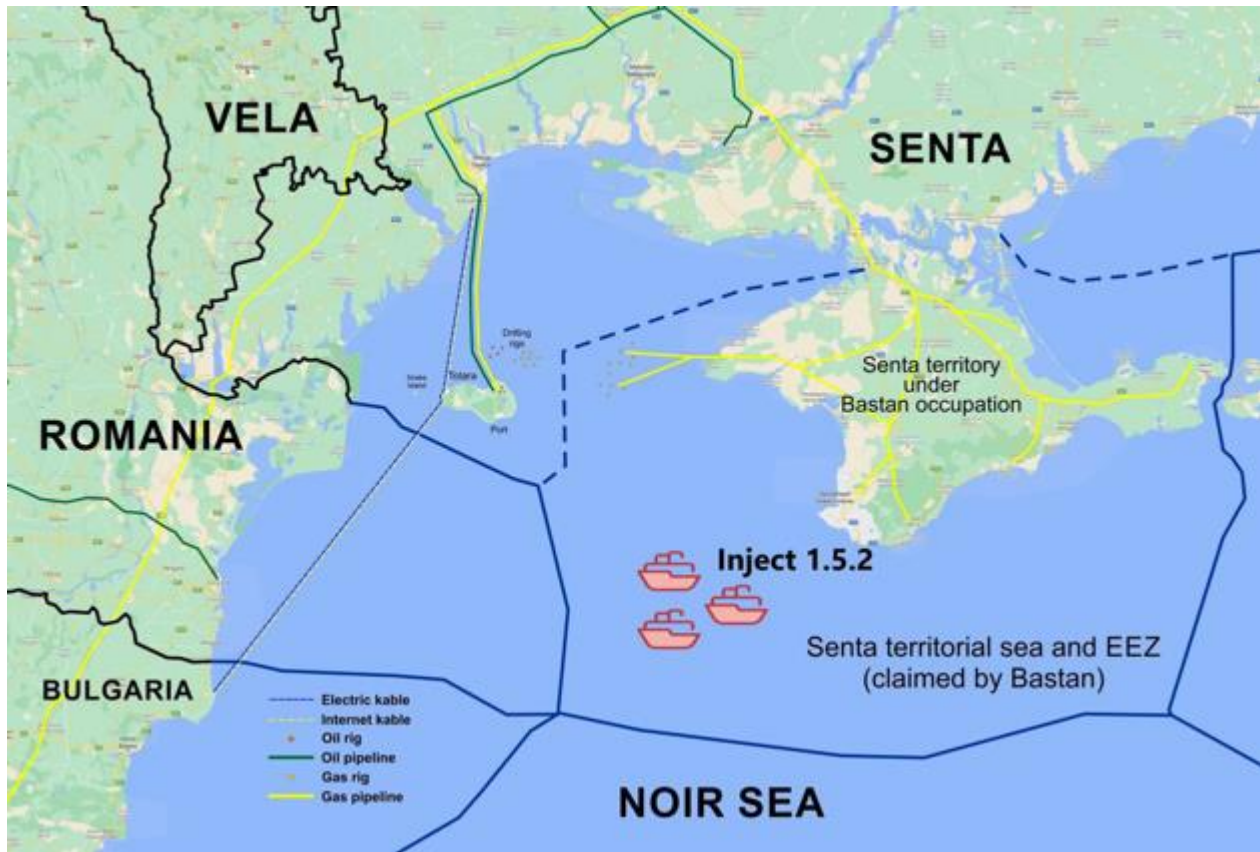 VELA
SENTA
Drilling
rigs
Snake
Island
Totara
Port
Senta territory
under
Bastan occupation
ROMANIA
Inject 1.5.2
Senta territorial sea and EEZ
(claimed by Bastan)
BULGARIA
Electric kable
Internet kable
Oil rig
Oil pipeline
Gas rig
Gas pipeline
NOIR SEA